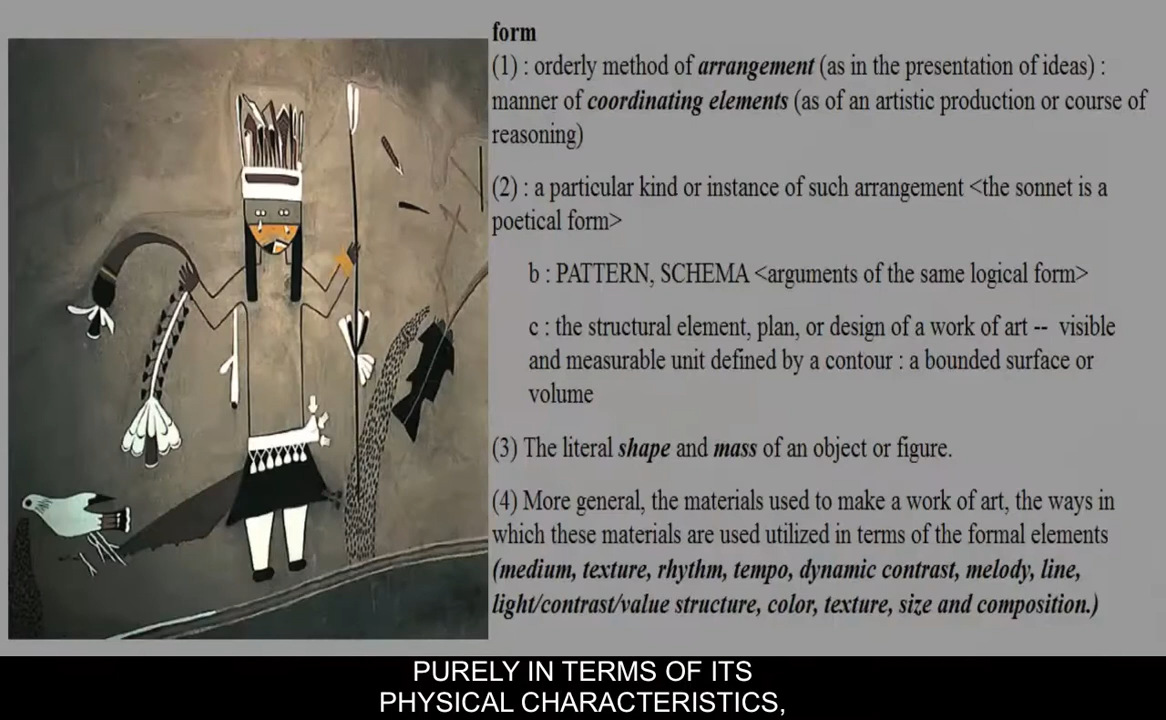 form
(1) : orderly method of arrangement (as in the presentation of ideas) :
manner of coordinating elements (as of an artistic production or course of
reasoning)
(2) : a particular kind or instance of such arrangement <the sonnet is a
poetical form>
b : PATTERN, SCHEMA <arguments of the same logical form>
c : the structural element, plan, or design of a work of art -- visible
and measurable unit defined by a contour : a bounded surface or
volume
(3) The literal shape and mass of an object or figure.
(4) More general, the materials used to make a work of art, the ways in
which these materials are used utilized in terms of the formal elements
(medium, texture, rhythm, tempo, dynamic contrast, melody, line,
light/contrast/value structure, color, texture, size and composition.)
PURELY IN TERMS OF ITS
PHYSICAL CHARACTERISTICS,